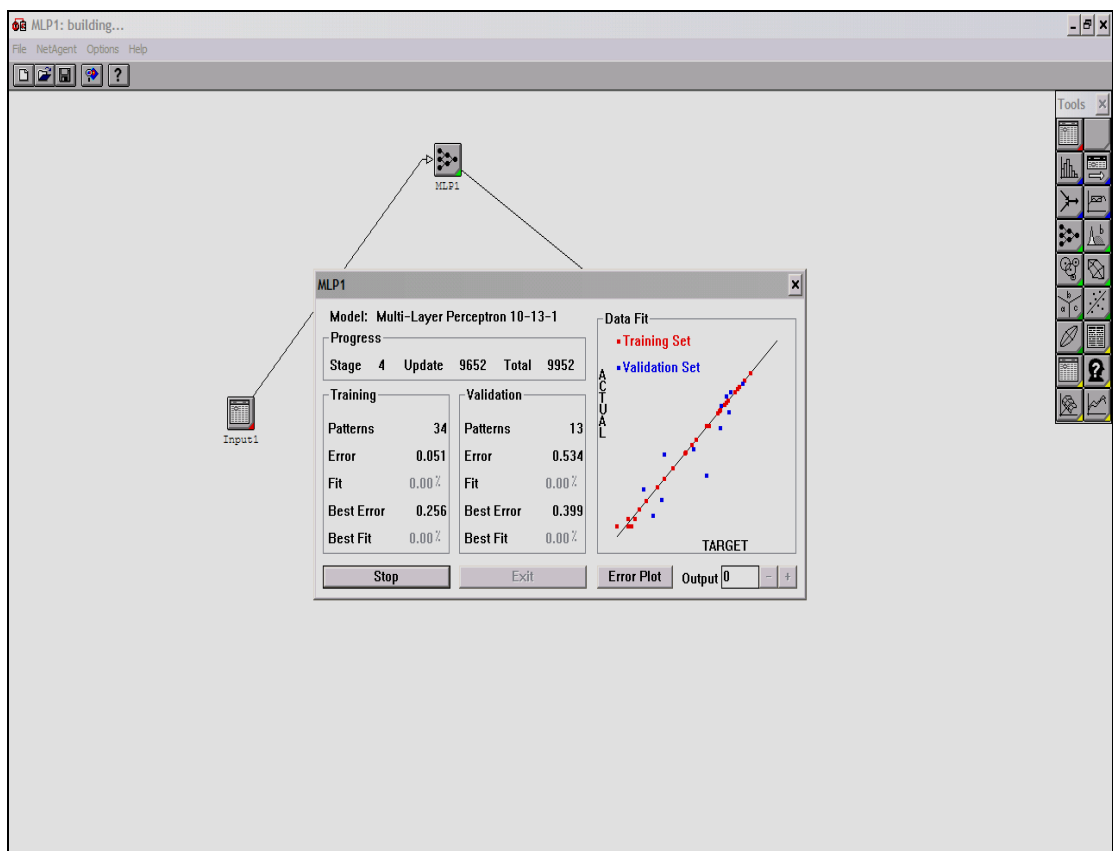 MLP1: building...
File NetAgent Options Help
Tools
MLP1
Input1
MLP1
Model: Multi-Layer Perceptron 10-13-1
Progress
Stage 4 Update 9652 Total 9952
Training
Patterns 34
Error 0.051
Fit 0.00%
Best Error 0.256
Best Fit 0.00%
Validation
Patterns 13
Error 0.534
Fit 0.00%
Best Error 0.399
Best Fit 0.00%
Data Fit
Training Set
Validation Set
ACTUAL
TARGET
Stop
Exit
Error Plot
Output 0
- +